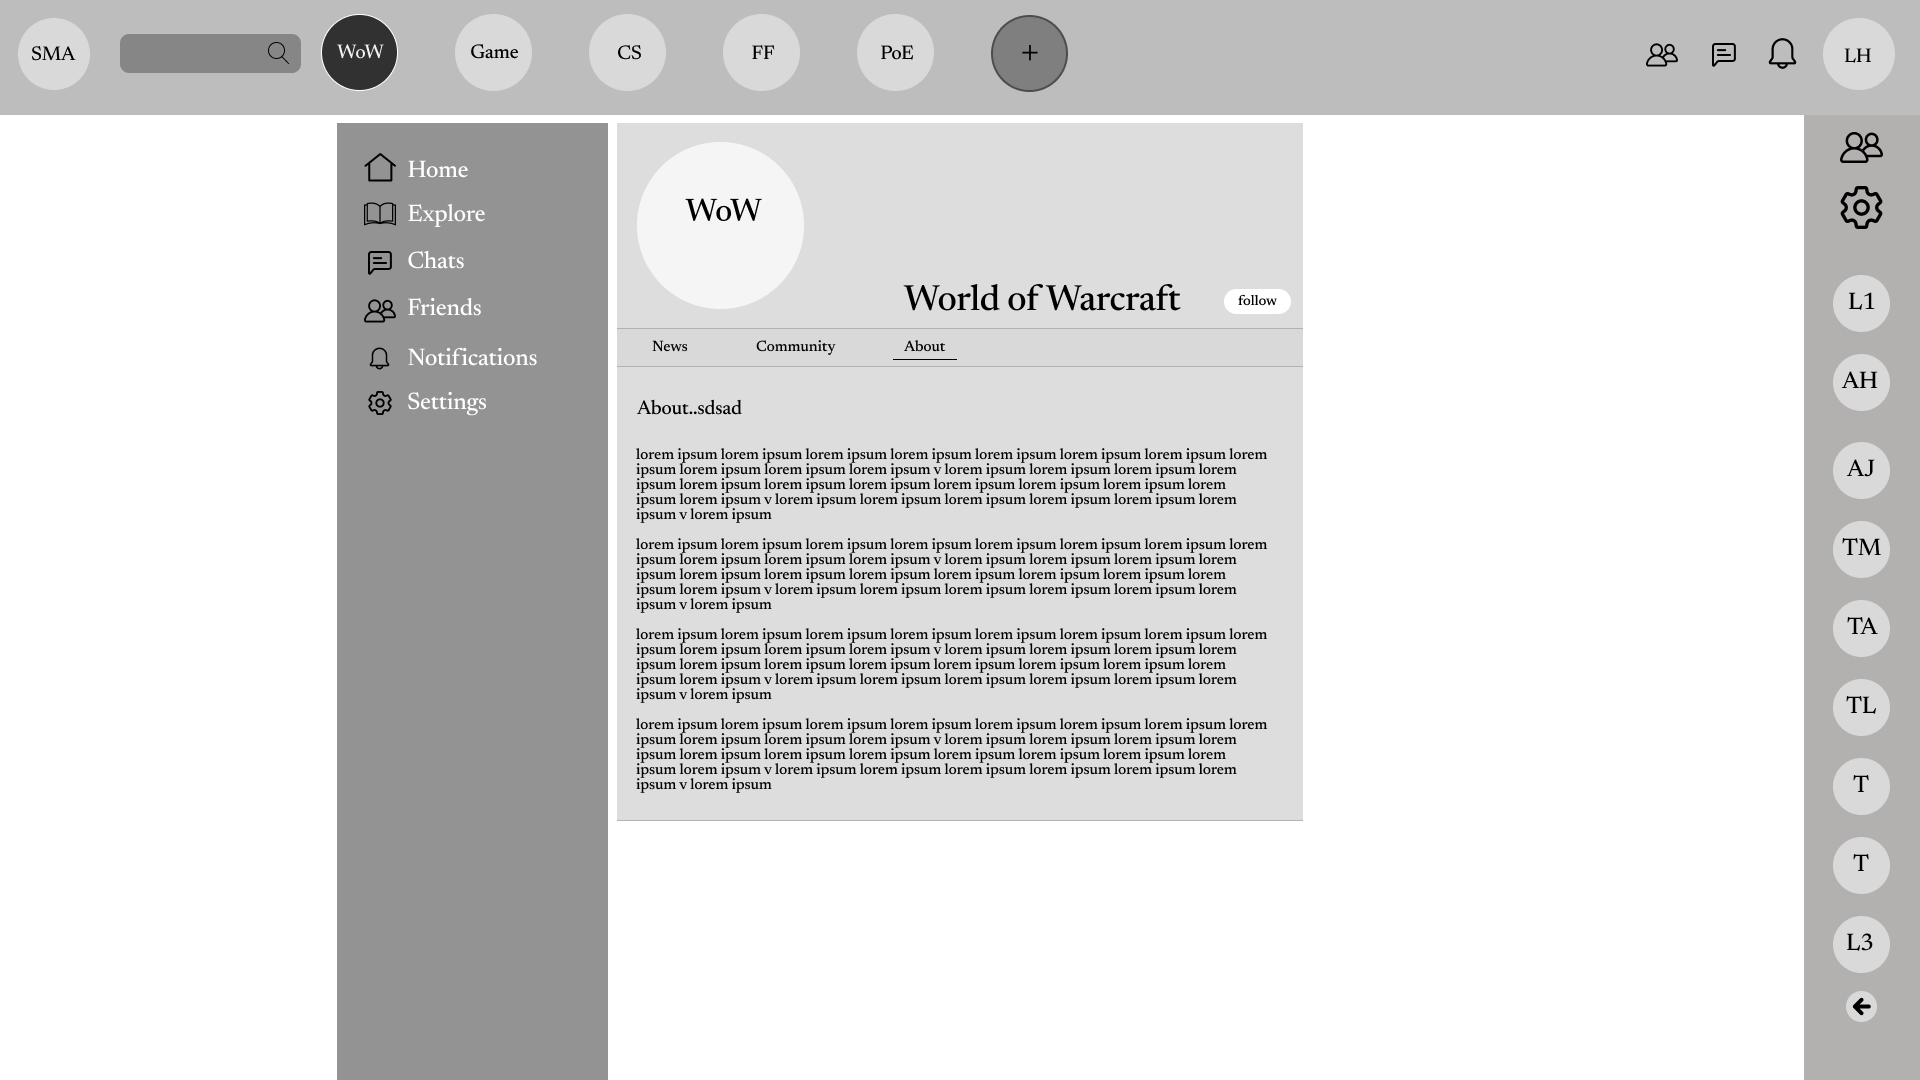 SMA
WoW
Game
CS
FF
PoE
+
LH
Home
Explore
Chats
Friends
Notifications
Settings
WoW
World of Warcraft
follow
News
Community
About
About..sdsad
lorem ipsum lorem ipsum lorem ipsum lorem ipsum lorem ipsum lorem ipsum lorem ipsum lorem
ipsum lorem ipsum lorem ipsum lorem ipsum v lorem ipsum lorem ipsum lorem ipsum lorem
ipsum lorem ipsum lorem ipsum lorem ipsum lorem ipsum lorem ipsum lorem ipsum lorem
ipsum lorem ipsum v lorem ipsum lorem ipsum lorem ipsum lorem ipsum lorem ipsum lorem
ipsum v lorem ipsum
lorem ipsum lorem ipsum lorem ipsum lorem ipsum lorem ipsum lorem ipsum lorem ipsum lorem
ipsum lorem ipsum lorem ipsum lorem ipsum v lorem ipsum lorem ipsum lorem ipsum lorem
ipsum lorem ipsum lorem ipsum lorem ipsum lorem ipsum lorem ipsum lorem ipsum lorem
ipsum lorem ipsum v lorem ipsum lorem ipsum lorem ipsum lorem ipsum lorem ipsum lorem
ipsum v lorem ipsum
lorem ipsum lorem ipsum lorem ipsum lorem ipsum lorem ipsum lorem ipsum lorem ipsum lorem
ipsum lorem ipsum lorem ipsum lorem ipsum v lorem ipsum lorem ipsum lorem ipsum lorem
ipsum lorem ipsum lorem ipsum lorem ipsum lorem ipsum lorem ipsum lorem ipsum lorem
ipsum lorem ipsum v lorem ipsum lorem ipsum lorem ipsum lorem ipsum lorem ipsum lorem
ipsum v lorem ipsum
lorem ipsum lorem ipsum lorem ipsum lorem ipsum lorem ipsum lorem ipsum lorem ipsum lorem
ipsum lorem ipsum lorem ipsum lorem ipsum v lorem ipsum lorem ipsum lorem ipsum lorem
ipsum lorem ipsum lorem ipsum lorem ipsum lorem ipsum lorem ipsum lorem ipsum lorem
ipsum lorem ipsum v lorem ipsum lorem ipsum lorem ipsum lorem ipsum lorem ipsum lorem
ipsum v lorem ipsum
L1
AH
AJ
TM
TA
TL
T
T
L3